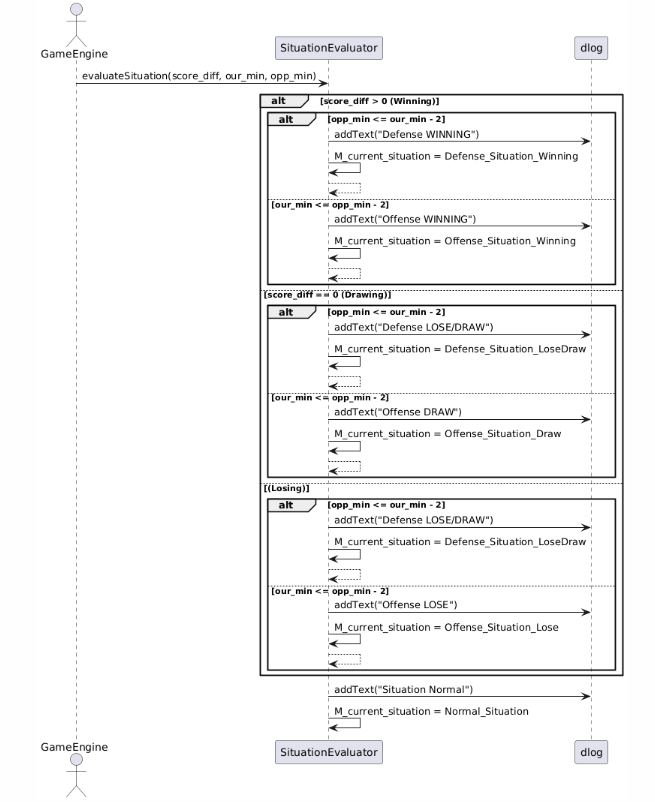 GameEngine
SituationEvaluator
dlog
evaluateSituation(score_diff, our_min, opp_min)
alt [score_diff > 0 (Winning)]
alt [opp_min <= our_min - 2]
addText("Defense WINNING")
M_current_situation = Defense_Situation_Winning
[our_min <= opp_min - 2]
addText("Offense WINNING")
M_current_situation = Offense_Situation_Winning
[score_diff == 0 (Drawing)]
alt [opp_min <= our_min - 2]
addText("Defense LOSE/DRAW")
M_current_situation = Defense_Situation_LoseDraw
[our_min <= opp_min - 2]
addText("Offense DRAW")
M_current_situation = Offense_Situation_Draw
[(Losing)]
alt [opp_min <= our_min - 2]
addText("Defense LOSE/DRAW")
M_current_situation = Defense_Situation_LoseDraw
[our_min <= opp_min - 2]
addText("Offense LOSE")
M_current_situation = Offense_Situation_Lose
addText("Situation Normal")
M_current_situation = Normal_Situation
GameEngine
SituationEvaluator
dlog